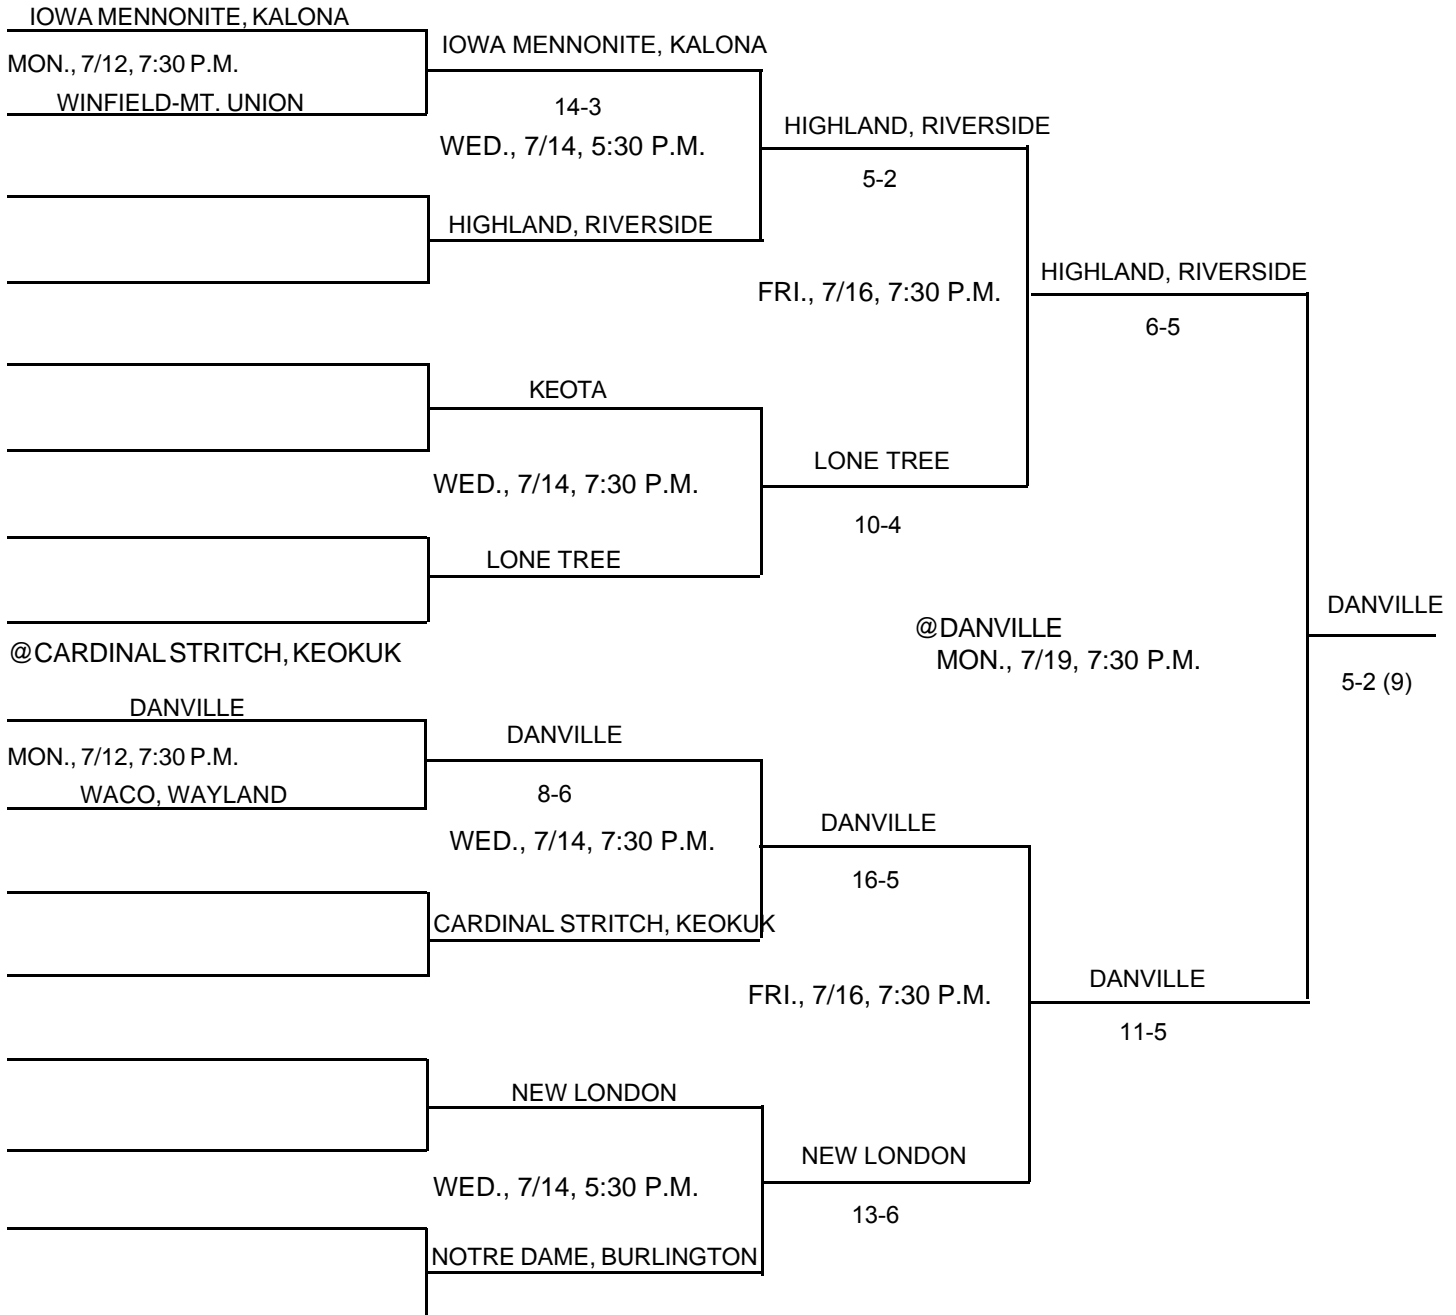 IOWA MENNONITE, KALONA
IOWA MENNONITE, KALONA
MON., 7/12, 7:30 P.M.
WINFIELD-MT. UNION
14-3
HIGHLAND, RIVERSIDE
WED., 7/14, 5:30 P.M.
5-2
HIGHLAND, RIVERSIDE
HIGHLAND, RIVERSIDE
FRI., 7/16, 7:30 P.M.
6-5
KEOTA
LONE TREE
WED., 7/14, 7:30 P.M.
10-4
LONE TREE
DANVILLE
@DANVILLE
MON., 7/19, 7:30 P.M.
@CARDINAL STRITCH, KEOKUK
5-2 (9)
DANVILLE
DANVILLE
MON., 7/12, 7:30 P.M.
WACO, WAYLAND
8-6
DANVILLE
WED., 7/14, 7:30 P.M.
16-5
CARDINAL STRITCH, KEOKUK
DANVILLE
FRI., 7/16, 7:30 P.M.
11-5
NEW LONDON
NEW LONDON
WED., 7/14, 5:30 P.M.
13-6
NOTRE DAME, BURLINGTON